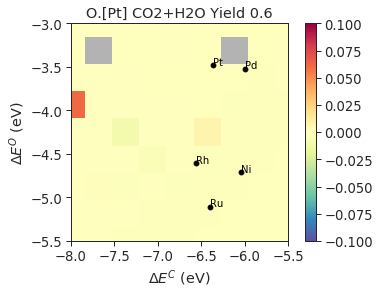 O.[Pt] CO2+H2O Yield 0.6
−3.0
−3.5
−4.0
−4.5
−5.0
−5.5
ΔE^O (eV)
Pt
Pd
Rh
Ni
Ru
−8.0 −7.5 −7.0 −6.5 −6.0 −5.5
ΔE^C (eV)
0.100
0.075
0.050
0.025
0.000
−0.025
−0.050
−0.075
−0.100